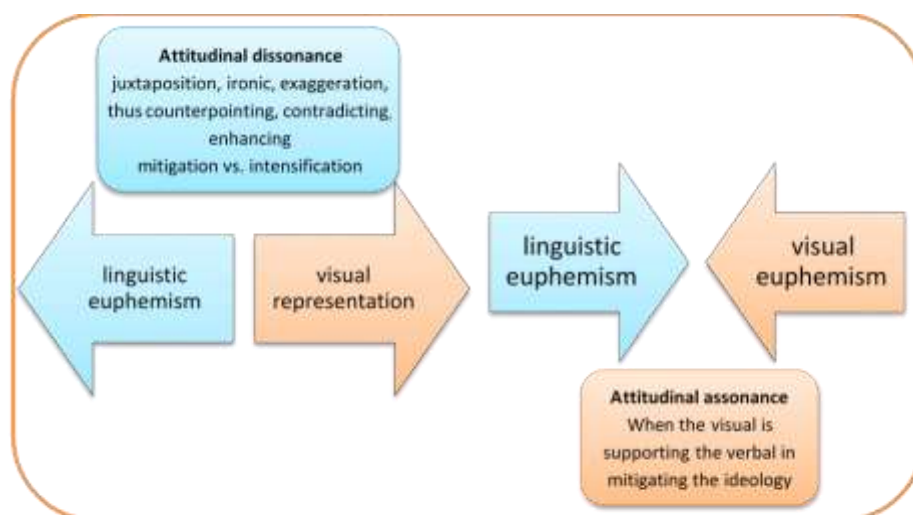 Attitudinal dissonance
juxtaposition, ironic, exaggeration,
thus counterpointing, contradicting,
enhancing
mitigation vs. intensification
linguistic
euphemism
visual
representation
linguistic
euphemism
visual
euphemism
Attitudinal assonance
When the visual is
supporting the verbal in
mitigating the ideology